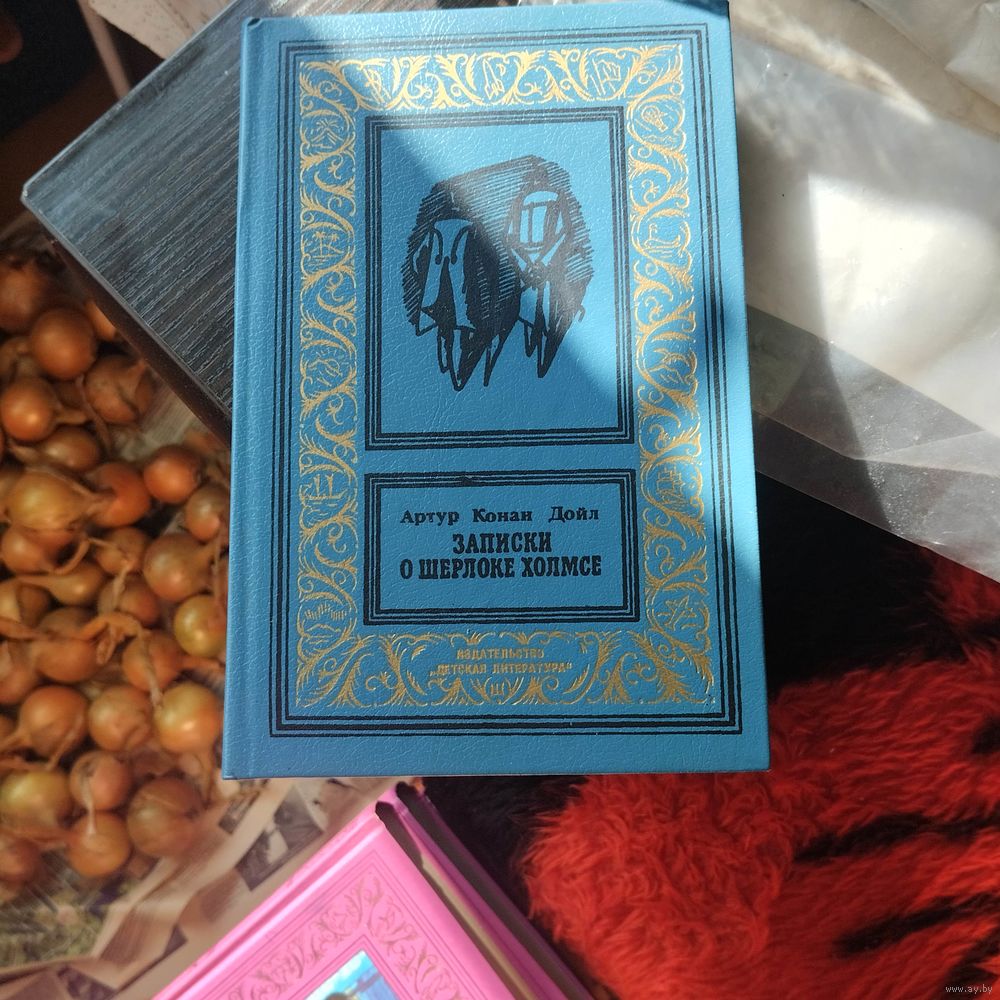 Артур Конан Дойл
ЗАПИСКИ
О ШЕРЛОКЕ ХОЛМСЕ
ИЗДАТЕЛЬСТВО
„ДЕТСКАЯ ЛИТЕРАТУРА"
www.ay.by